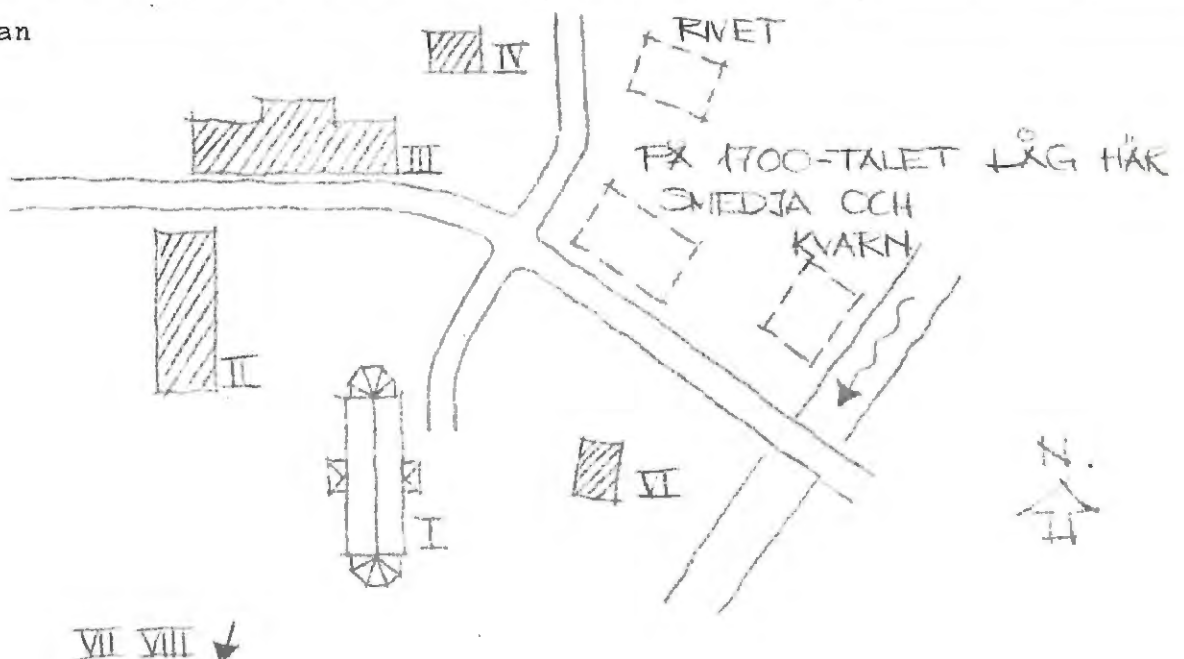 an
RIVET
IV
III
FX 1700-TALET LÅG HÄR
SMEDJA OCH
KVARN
II
VI
I
N.
VII VIII